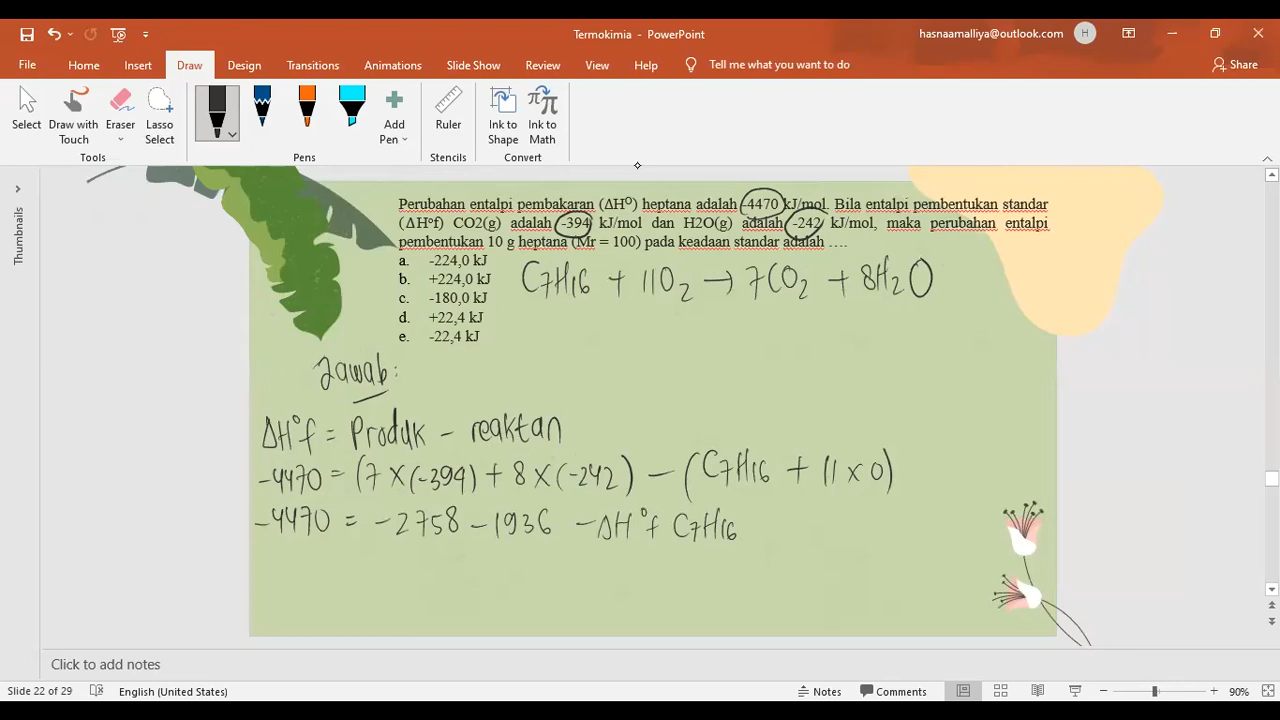 Termokimia - PowerPoint
hasnaamalliya@outlook.com
H
File Home Insert Draw Design Transitions Animations Slide Show Review View Help Tell me what you want to do Share
Select Draw with Touch Eraser Lasso Select Add Pen Ruler Ink to Shape Ink to Math
Tools Pens Stencils Convert
Thumbnails
Perubahan entalpi pembakaran (ΔH⁰) heptana adalah -4470 kJ/mol. Bila entalpi pembentukan standar
(ΔH°f) CO2(g) adalah -394 kJ/mol dan H2O(g) adalah -242 kJ/mol, maka perubahan entalpi
pembentukan 10 g heptana (Mr = 100) pada keadaan standar adalah ….
a. -224,0 kJ
b. +224,0 kJ
c. -180,0 kJ
d. +22,4 kJ
e. -22,4 kJ
C7H16 + 11O2 → 7CO2 + 8H2O
Jawab:
ΔH°f = Produk - reaktan
-4470 = (7 x (-394) + 8 x (-242)) - (C7H16 + (11 x 0)
-4470 = -2758 - 1936 - ΔH°f C7H16
Click to add notes
Slide 22 of 29 English (United States) Notes Comments 90%